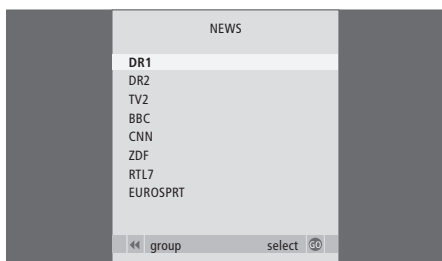 NEWS
DR1
DR2
TV2
BBC
CNN
ZDF
RTL7
EUROSPRT
group select GO